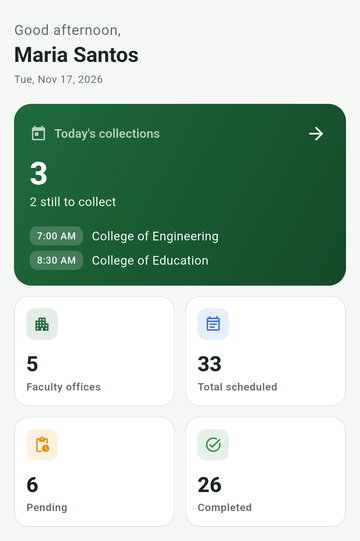 Good afternoon,
Maria Santos
Tue, Nov 17, 2026
Today's collections
3
2 still to collect
7:00 AM College of Engineering
8:30 AM College of Education
5
Faculty offices
33
Total scheduled
6
Pending
26
Completed